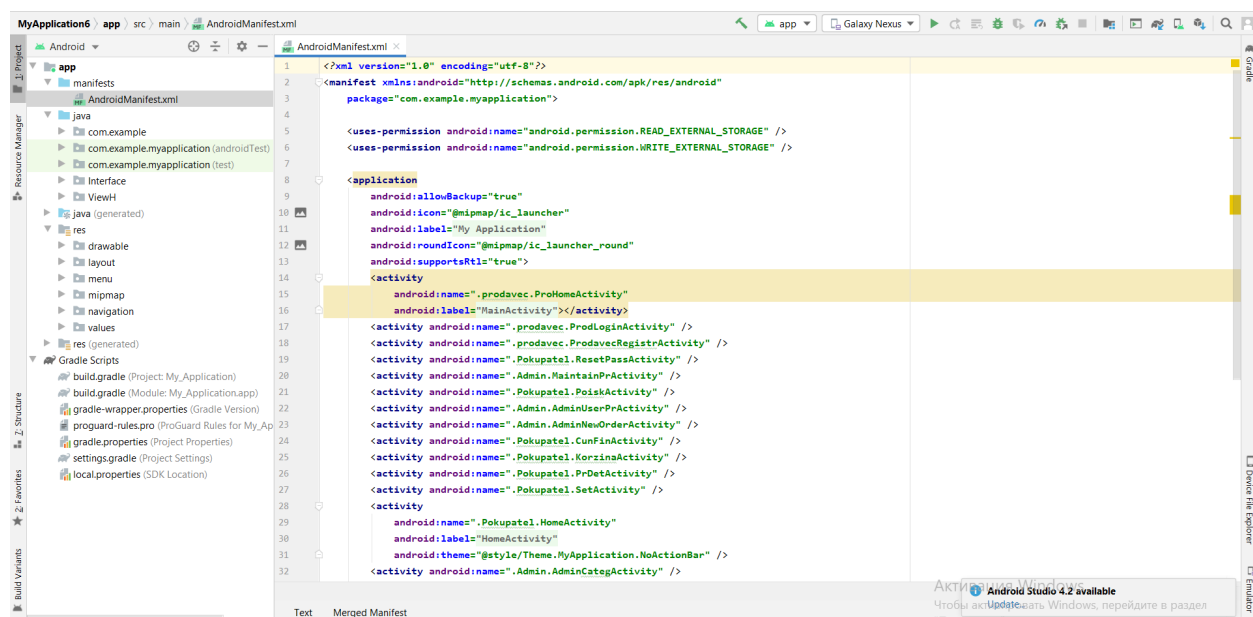 MyApplication6 app src main AndroidManifest.xml app Galaxy Nexus
Android
AndroidManifest.xml
1: Project
Resource Manager
7: Structure
2: Favorites
Build Variants
app
manifests
AndroidManifest.xml
java
com.example
com.example.myapplication (androidTest)
com.example.myapplication (test)
Interface
ViewH
java (generated)
res
drawable
layout
menu
mipmap
navigation
values
res (generated)
Gradle Scripts
build.gradle (Project: My_Application)
build.gradle (Module: My_Application.app)
gradle-wrapper.properties (Gradle Version)
proguard-rules.pro (ProGuard Rules for My_Ap
gradle.properties (Project Properties)
settings.gradle (Project Settings)
local.properties (SDK Location)
1 <?xml version="1.0" encoding="utf-8"?>
2 <manifest xmlns:android="http://schemas.android.com/apk/res/android"
3 package="com.example.myapplication">
4
5 <uses-permission android:name="android.permission.READ_EXTERNAL_STORAGE" />
6 <uses-permission android:name="android.permission.WRITE_EXTERNAL_STORAGE" />
7
8 <application
9 android:allowBackup="true"
10 android:icon="@mipmap/ic_launcher"
11 android:label="My Application"
12 android:roundIcon="@mipmap/ic_launcher_round"
13 android:supportsRtl="true">
14 <activity
15 android:name=".prodavec.ProHomeActivity"
16 android:label="MainActivity"></activity>
17 <activity android:name=".prodavec.ProdLoginActivity" />
18 <activity android:name=".prodavec.ProdavecRegistrActivity" />
19 <activity android:name=".Pokupatel.ResetPassActivity" />
20 <activity android:name=".Admin.MaintainPrActivity" />
21 <activity android:name=".Pokupatel.PoiskActivity" />
22 <activity android:name=".Admin.AdminUserPrActivity" />
23 <activity android:name=".Admin.AdminNewOrderActivity" />
24 <activity android:name=".Pokupatel.CunFinActivity" />
25 <activity android:name=".Pokupatel.KorzinaActivity" />
26 <activity android:name=".Pokupatel.PrDetActivity" />
27 <activity android:name=".Pokupatel.SetActivity" />
28 <activity
29 android:name=".Pokupatel.HomeActivity"
30 android:label="HomeActivity"
31 android:theme="@style/Theme.MyApplication.NoActionBar" />
32 <activity android:name=".Admin.AdminCategActivity" />
Text Merged Manifest
Gradle
Device File Explorer
Emulator
Windows
Android Studio 4.2 available
Update...
Чтобы Windows, перейдите в раздел